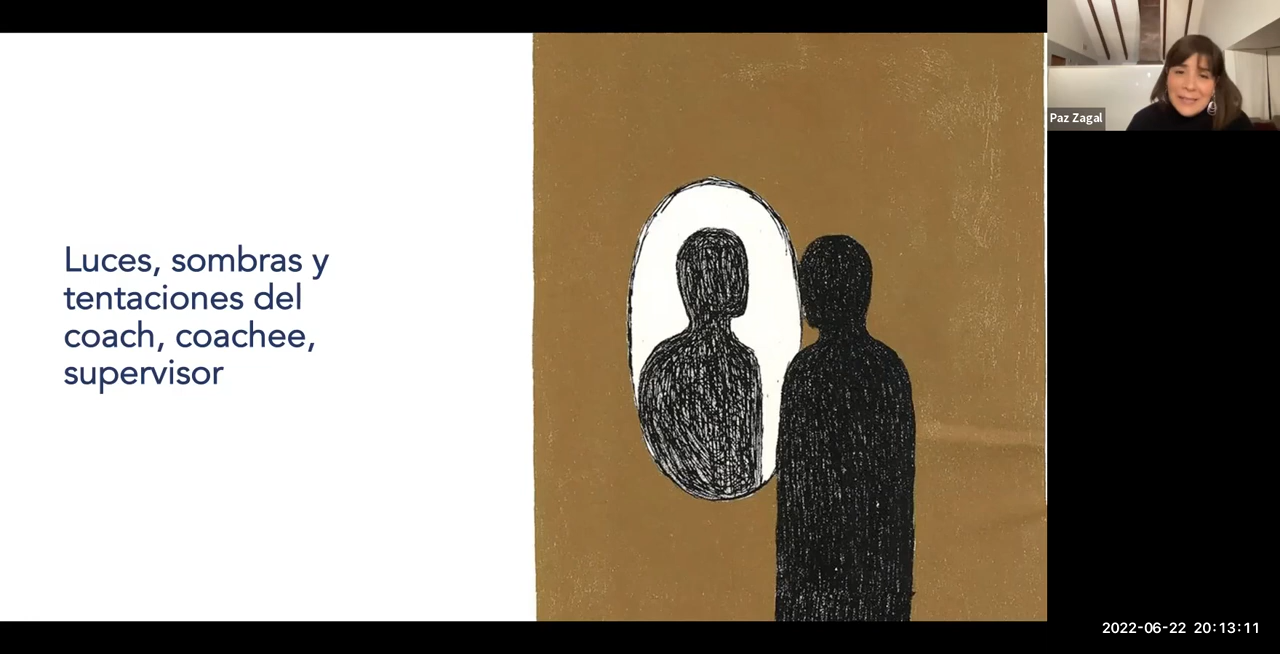 Luces, sombras y
tentaciones del
coach, coachee,
supervisor
Paz Zagal
2022-06-22 20:13:11